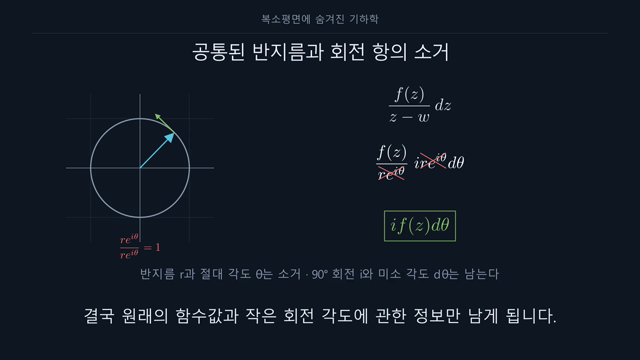 복소평면에 숨겨진 기하학
공통된 반지름과 회전 항의 소거
f(z)/(z − w) dz
f(z)/(re^{iθ}) ire^{iθ}dθ
if(z)dθ
re^{iθ}/re^{iθ} = 1
반지름 r과 절대 각도 θ는 소거 · 90° 회전 i와 미소 각도 dθ는 남는다
결국 원래의 함수값과 작은 회전 각도에 관한 정보만 남게 됩니다.